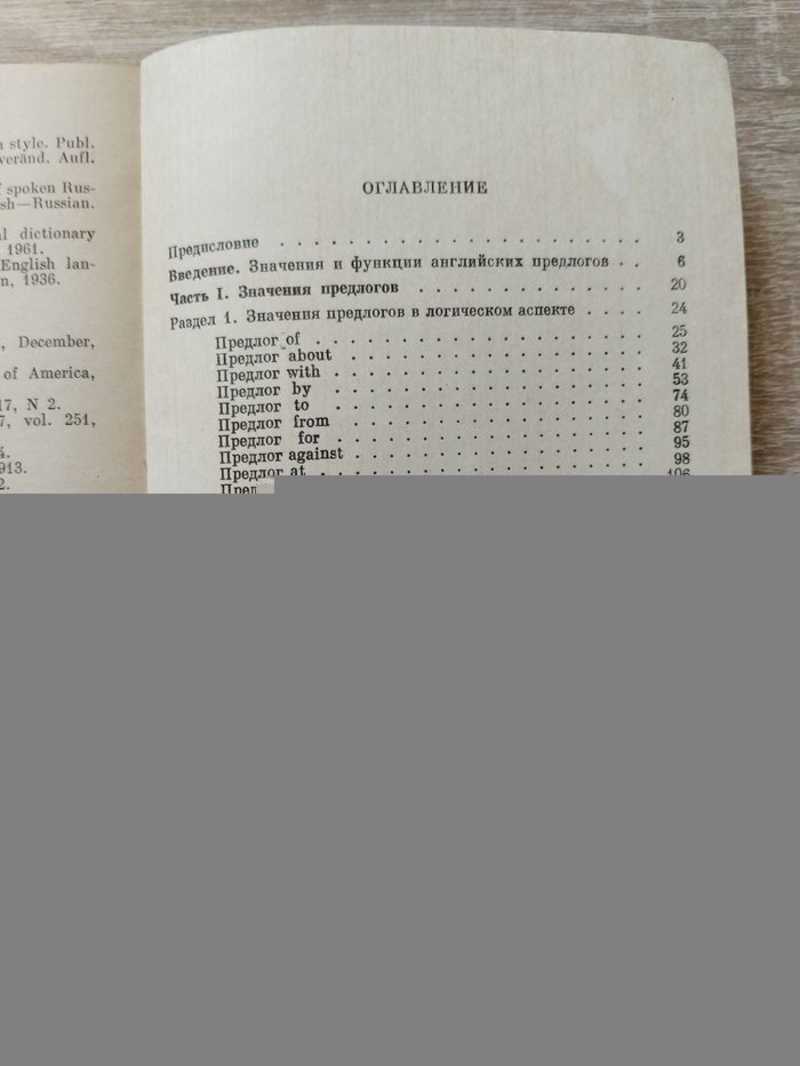 style. Publ.
veränd. Aufl.
spoken Rus-
sh — Russian.
dictionary
1961.
English lan-
n, 1936.
, December,
of America,
17, N 2.
7, vol. 251,
913.
2.
ОГЛАВЛЕНИЕ
Предисловие . . . . . . . . . . . . . . . . . . . . 3
Введение. Значения и функции английских предлогов . . 6
Часть I. Значения предлогов . . . . . . . . . . . . . 20
Раздел 1. Значения предлогов в логическом аспекте . . . . 24
Предлог of . . . . . . . . . . . . . . . . . . . 25
Предлог about . . . . . . . . . . . . . . . . . 32
Предлог with . . . . . . . . . . . . . . . . . . 41
Предлог by . . . . . . . . . . . . . . . . . . 53
Предлог to . . . . . . . . . . . . . . . . . . 74
Предлог from . . . . . . . . . . . . . . . . . 80
Предлог for . . . . . . . . . . . . . . . . . . 87
Предлог against . . . . . . . . . . . . . . . . . 95
Предлог at . . . . . . . . . . . . . . . . . . . 98
106